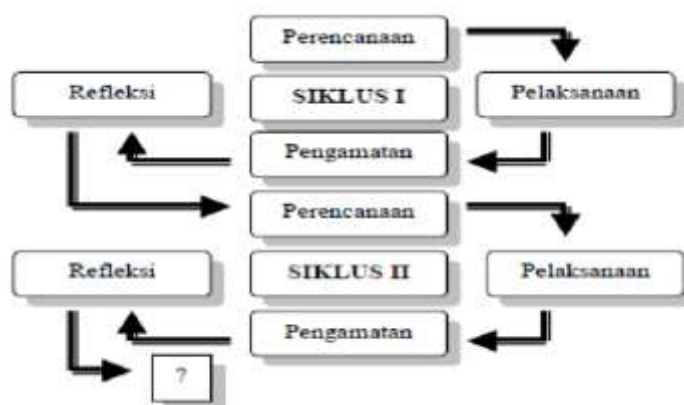 Perencanaan
Refleksi
SIKLUS I
Pelaksanaan
Pengamatan
Perencanaan
Refleksi
SIKLUS II
Pelaksanaan
Pengamatan
?